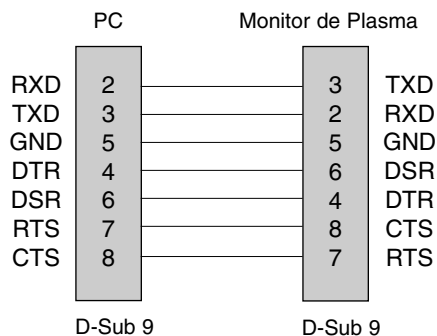 PC Monitor de Plasma
RXD 2 3 TXD
TXD 3 2 RXD
GND 5 5 GND
DTR 4 6 DSR
DSR 6 4 DTR
RTS 7 8 CTS
CTS 8 7 RTS
D-Sub 9 D-Sub 9